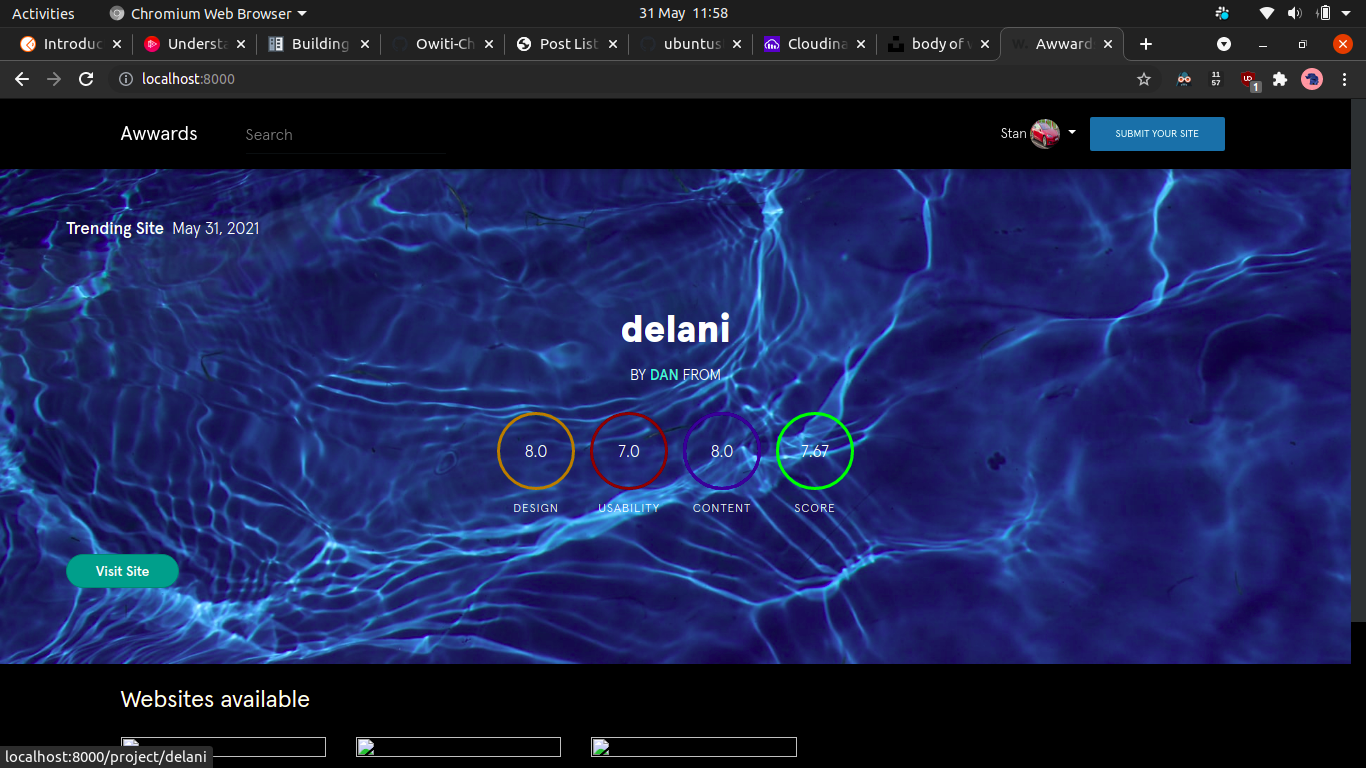 Activities Chromium Web Browser 31 May 11:58
Introduc Understa Building Owiti-Ch Post List ubuntus Cloudina body of Awward
localhost:8000 11 57 1
Awwards Search Stan SUBMIT YOUR SITE
Trending Site May 31, 2021
delani
BY DAN FROM
8.0 7.0 8.0 7.67
DESIGN USABILITY CONTENT SCORE
Visit Site
Websites available
localhost:8000/project/delani